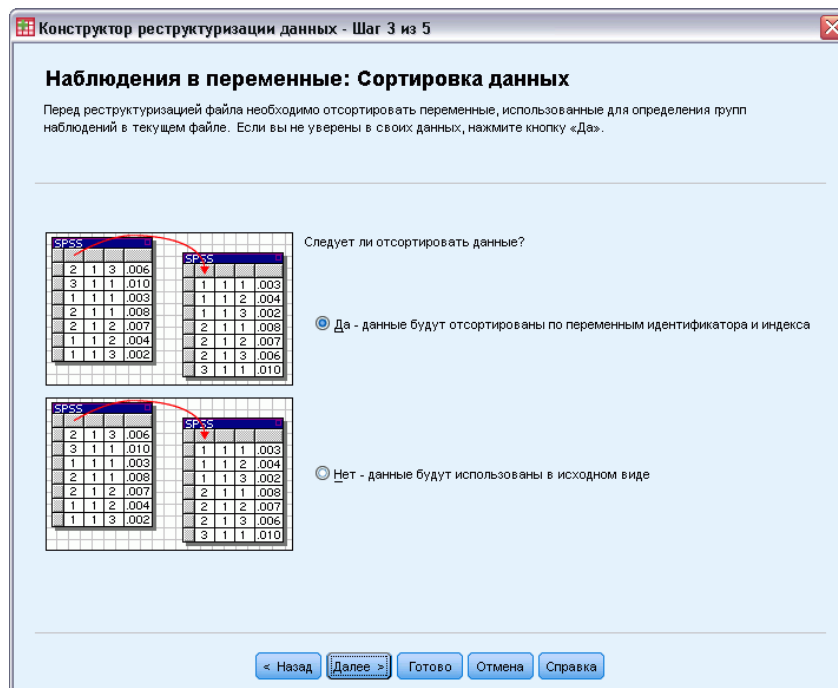 Конструктор реструктуризации данных - Шаг 3 из 5
Наблюдения в переменные: Сортировка данных
Перед реструктуризацией файла необходимо отсортировать переменные, использованные для определения групп
наблюдений в текущем файле. Если вы не уверены в своих данных, нажмите кнопку «Да».
Следует ли отсортировать данные?
SPSS
2 1 3 .006
3 1 1 .010
1 1 1 .003
2 1 1 .008
2 1 2 .007
1 1 2 .004
1 1 3 .002
SPSS
1 1 1 .003
1 1 2 .004
1 1 3 .002
2 1 1 .008
2 1 2 .007
2 1 3 .006
3 1 1 .010
Да - данные будут отсортированы по переменным идентификатора и индекса
SPSS
2 1 3 .006
3 1 1 .010
1 1 1 .003
2 1 1 .008
2 1 2 .007
1 1 2 .004
1 1 3 .002
SPSS
1 1 1 .003
1 1 2 .004
1 1 3 .002
2 1 1 .008
2 1 2 .007
2 1 3 .006
3 1 1 .010
Нет - данные будут использованы в исходном виде
< Назад Далее > Готово Отмена Справка